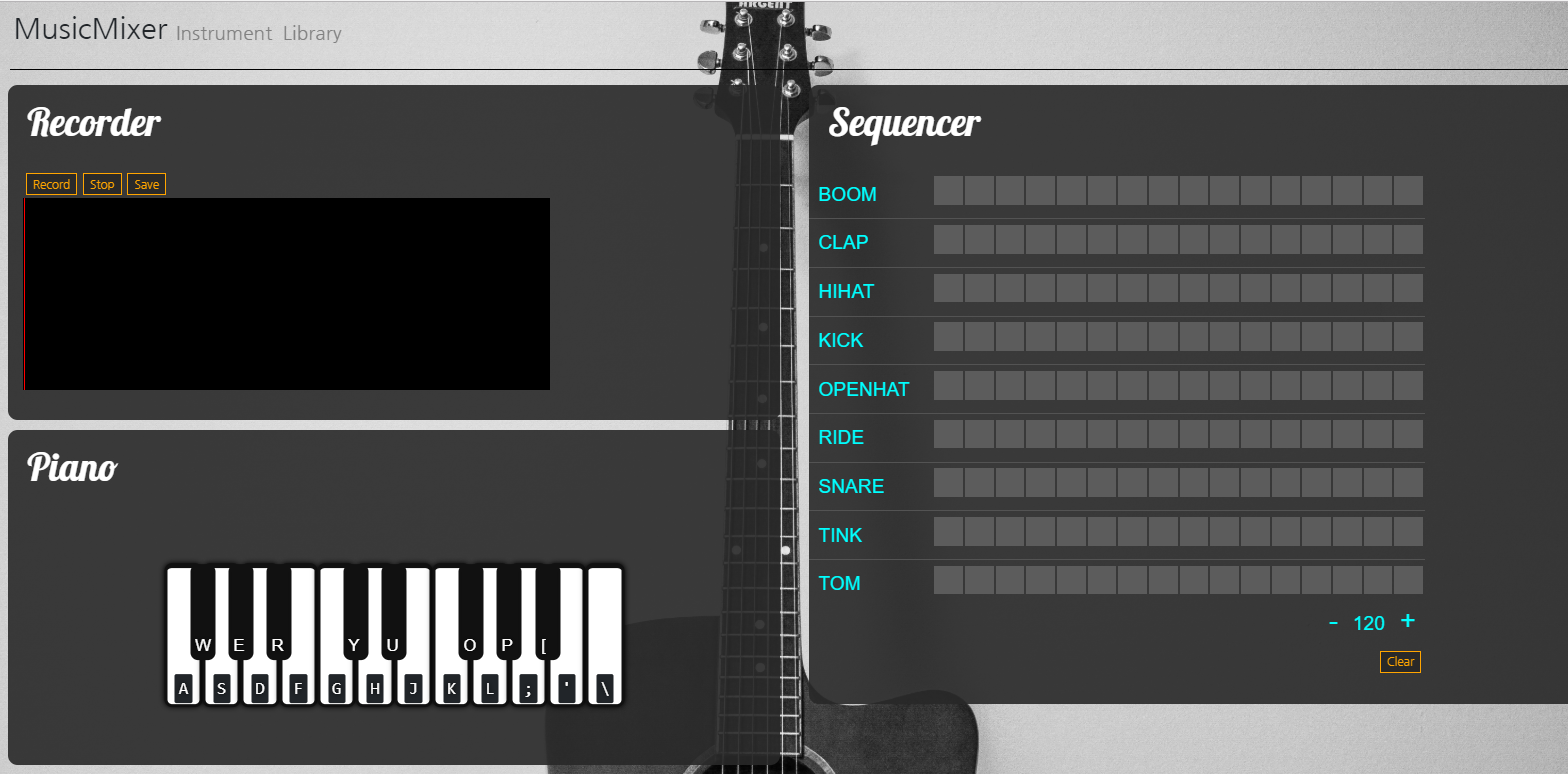 ARGENT
MusicMixer Instrument Library
Recorder
Record Stop Save
Piano
W E R Y U O P [
A S D F G H J K L ; ' \
Sequencer
BOOM
CLAP
HIHAT
KICK
OPENHAT
RIDE
SNARE
TINK
TOM
- 120 +
Clear